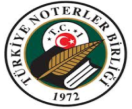 TÜRKİYE NOTERLER BİRLİĞİ
T.C.
1972